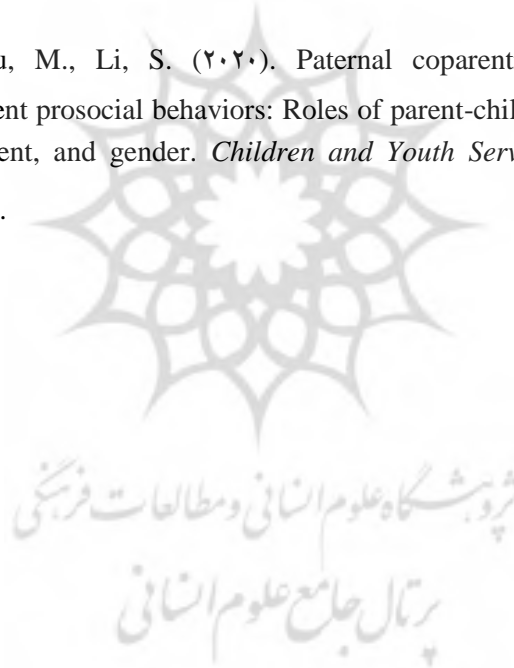 u, M., Li, S. (۲۰۲۰). Paternal coparent
ent prosocial behaviors: Roles of parent-chil
ent, and gender. Children and Youth Serv
.
پژوهشگاه علوم انسانی و مطالعات فرهنگی
پرتال جامع علوم انسانی